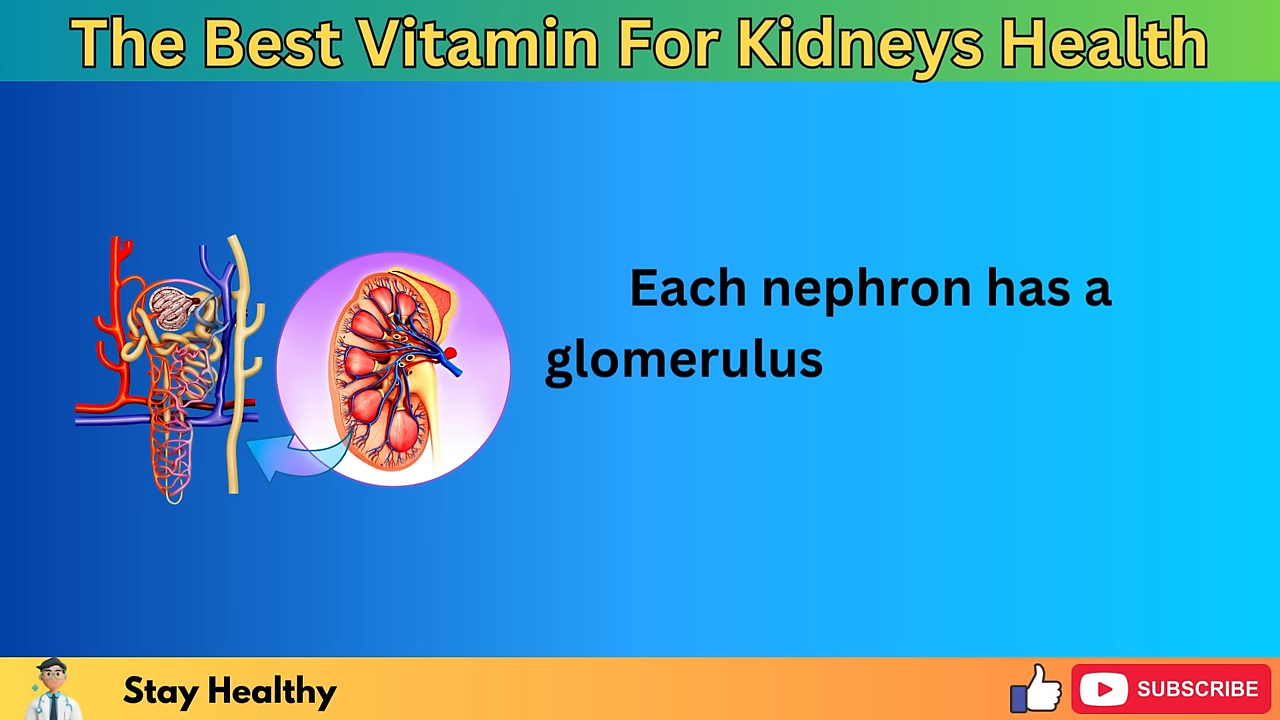 The Best Vitamin For Kidneys Health
Each nephron has a
glomerulus
Stay Healthy
SUBSCRIBE